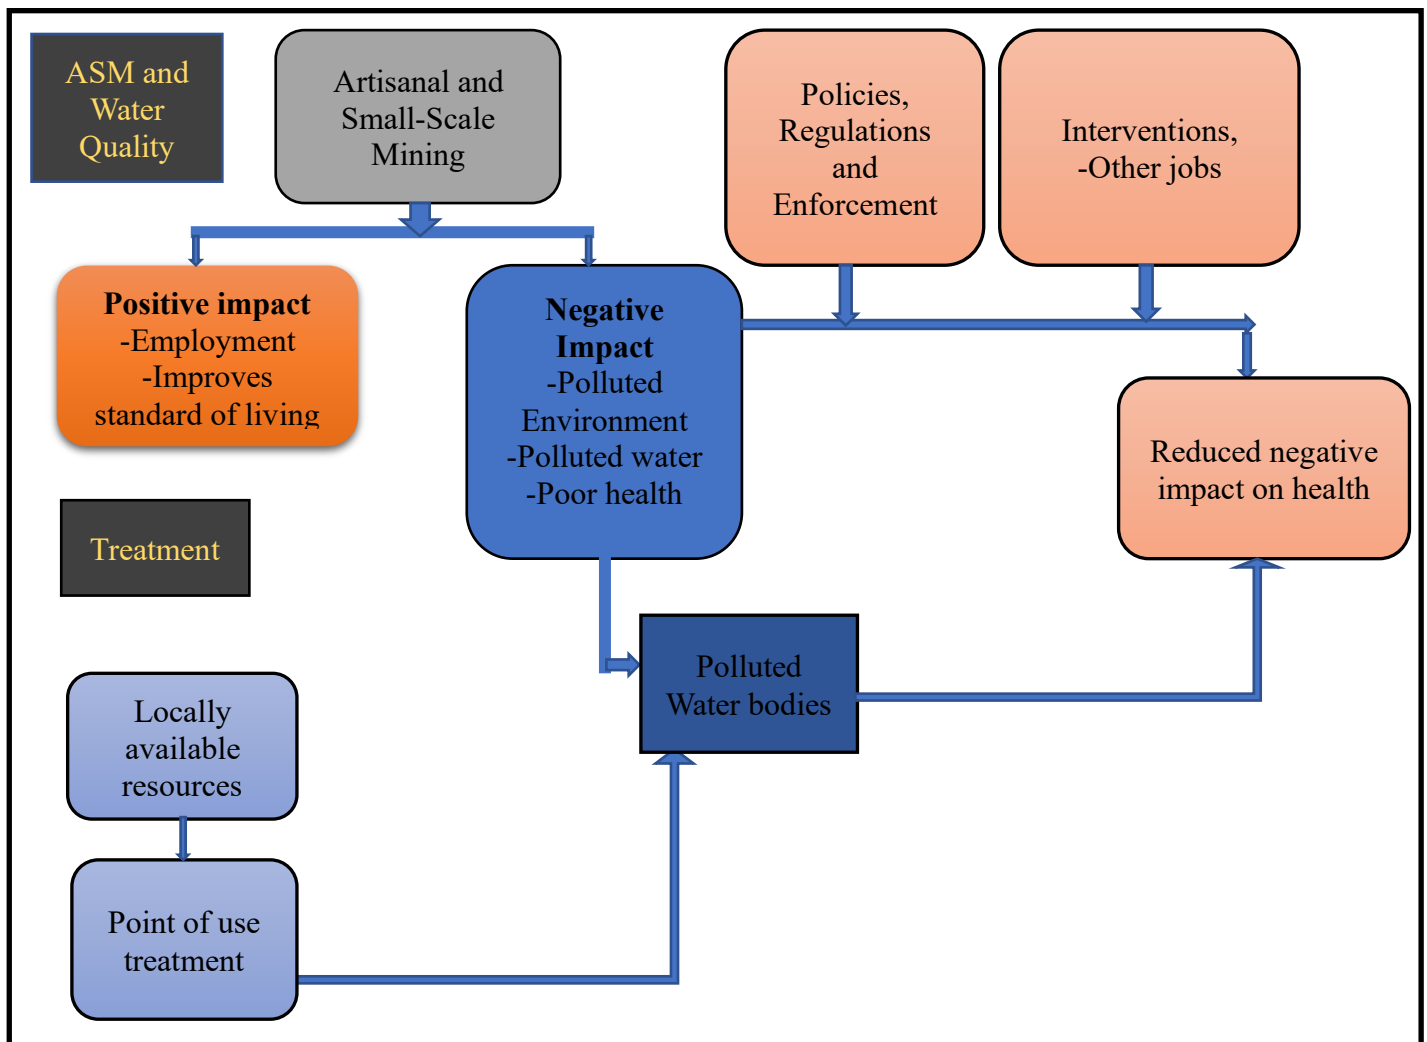 ASM and
Water
Quality
Artisanal and
Small-Scale
Mining
Policies,
Regulations
and
Enforcement
Interventions,
-Other jobs
Positive impact
-Employment
-Improves
standard of living
Negative
Impact
-Polluted
Environment
-Polluted water
-Poor health
Reduced negative
impact on health
Treatment
Polluted
Water bodies
Locally
available
resources
Point of use
treatment